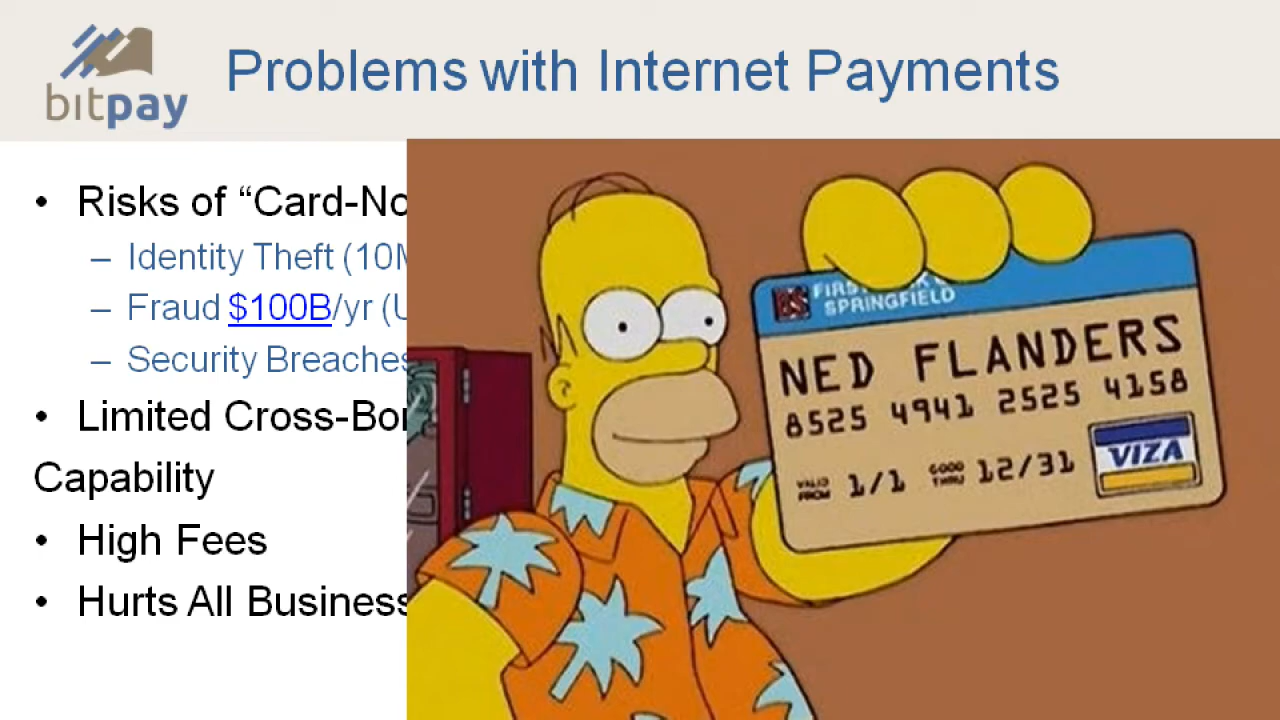 bitpay
Problems with Internet Payments
• Risks of “Card-No
– Identity Theft (10M
– Fraud $100B/yr (U
– Security Breaches
• Limited Cross-Bor
Capability
• High Fees
• Hurts All Business
FIRST
SPRINGFIELD
NED FLANDERS
8525 4941 2525 4158
VALID FROM 1/1 GOOD THRU 12/31
VIZA